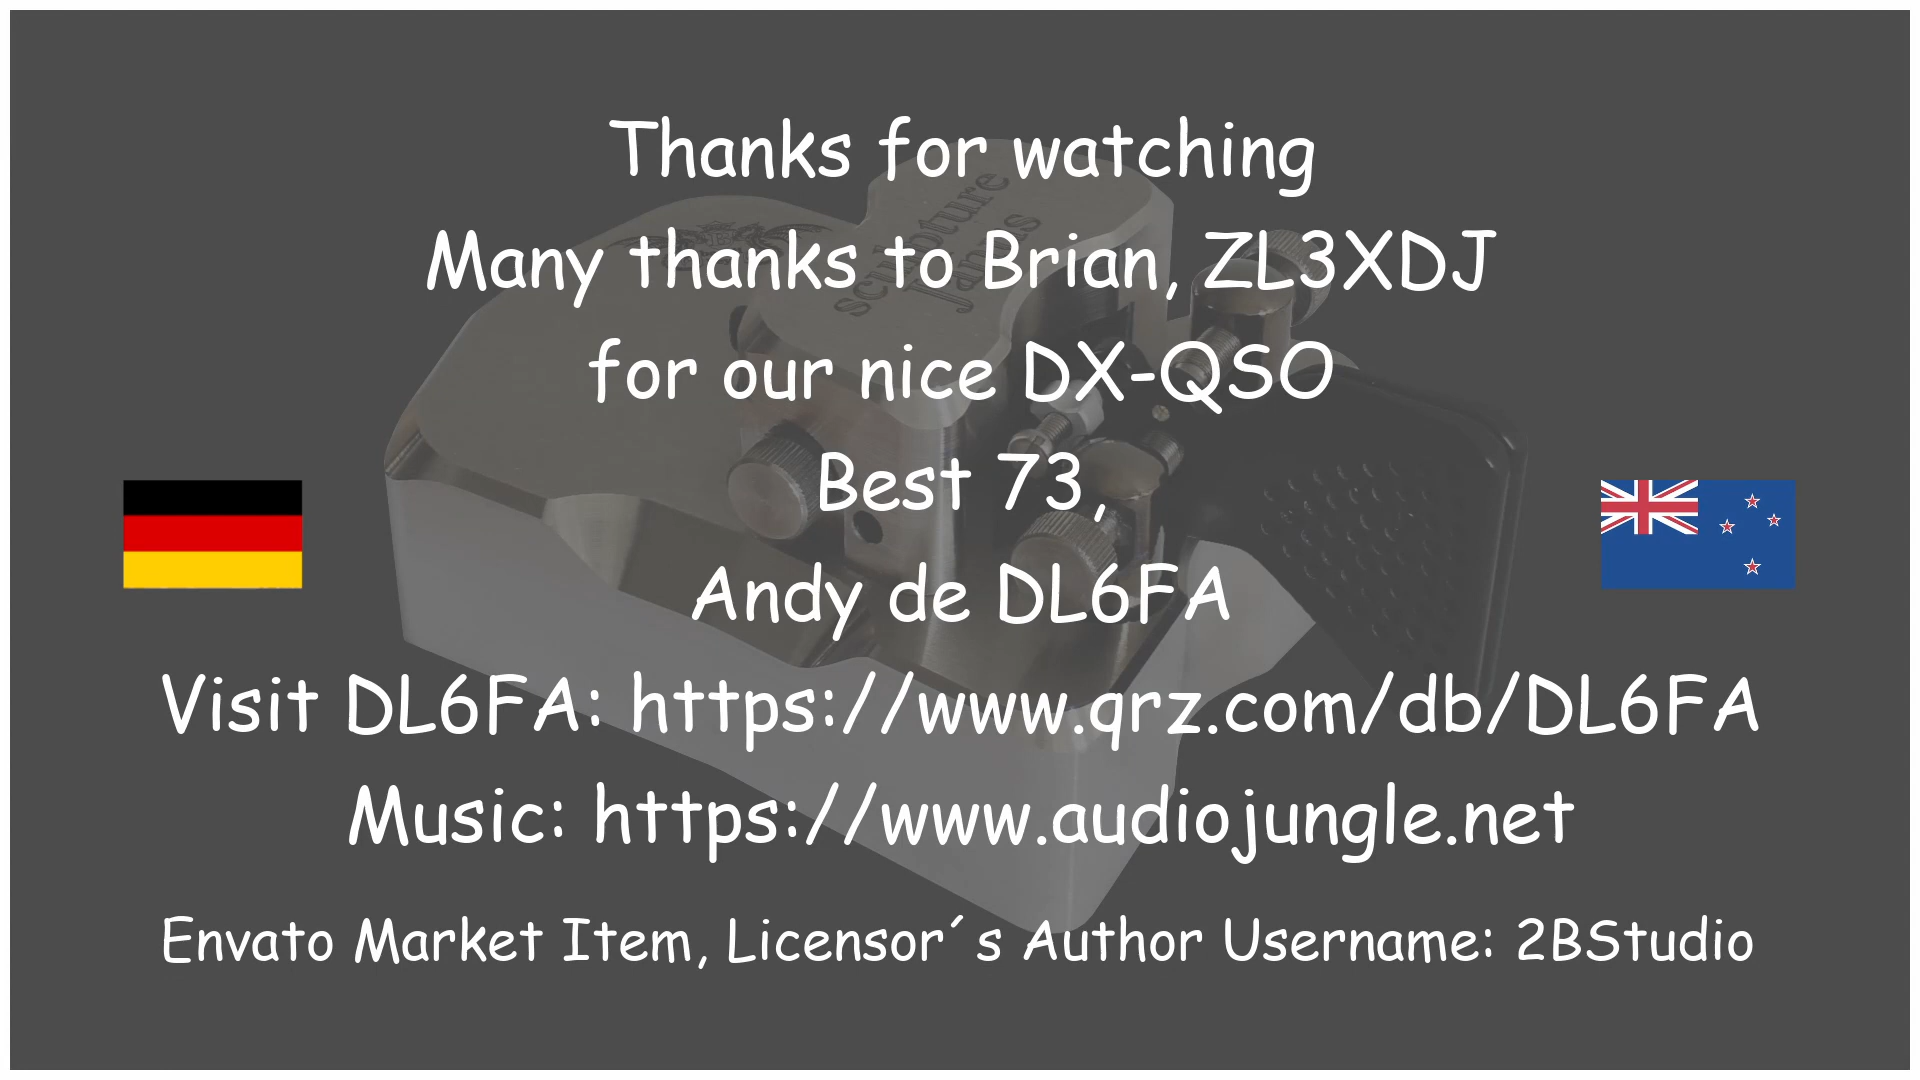 Thanks for watching
Many thanks to Brian, ZL3XDJ
for our nice DX-QSO
Best 73,
Andy de DL6FA
Visit DL6FA: https://www.qrz.com/db/DL6FA
Music: https://www.audiojungle.net
Envato Market Item, Licensor´s Author Username: 2BStudio
sculpture
Janus